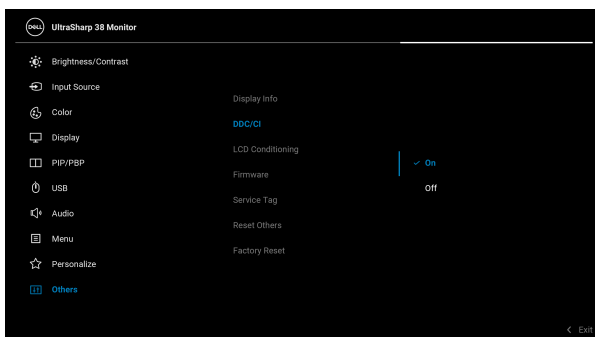 DELL UltraSharp 38 Monitor
Brightness/Contrast
Input Source
Color
Display
PIP/PBP
USB
Audio
Menu
Personalize
Others
Display Info
DDC/CI
LCD Conditioning
Firmware
Service Tag
Reset Others
Factory Reset
On
Off
Exit